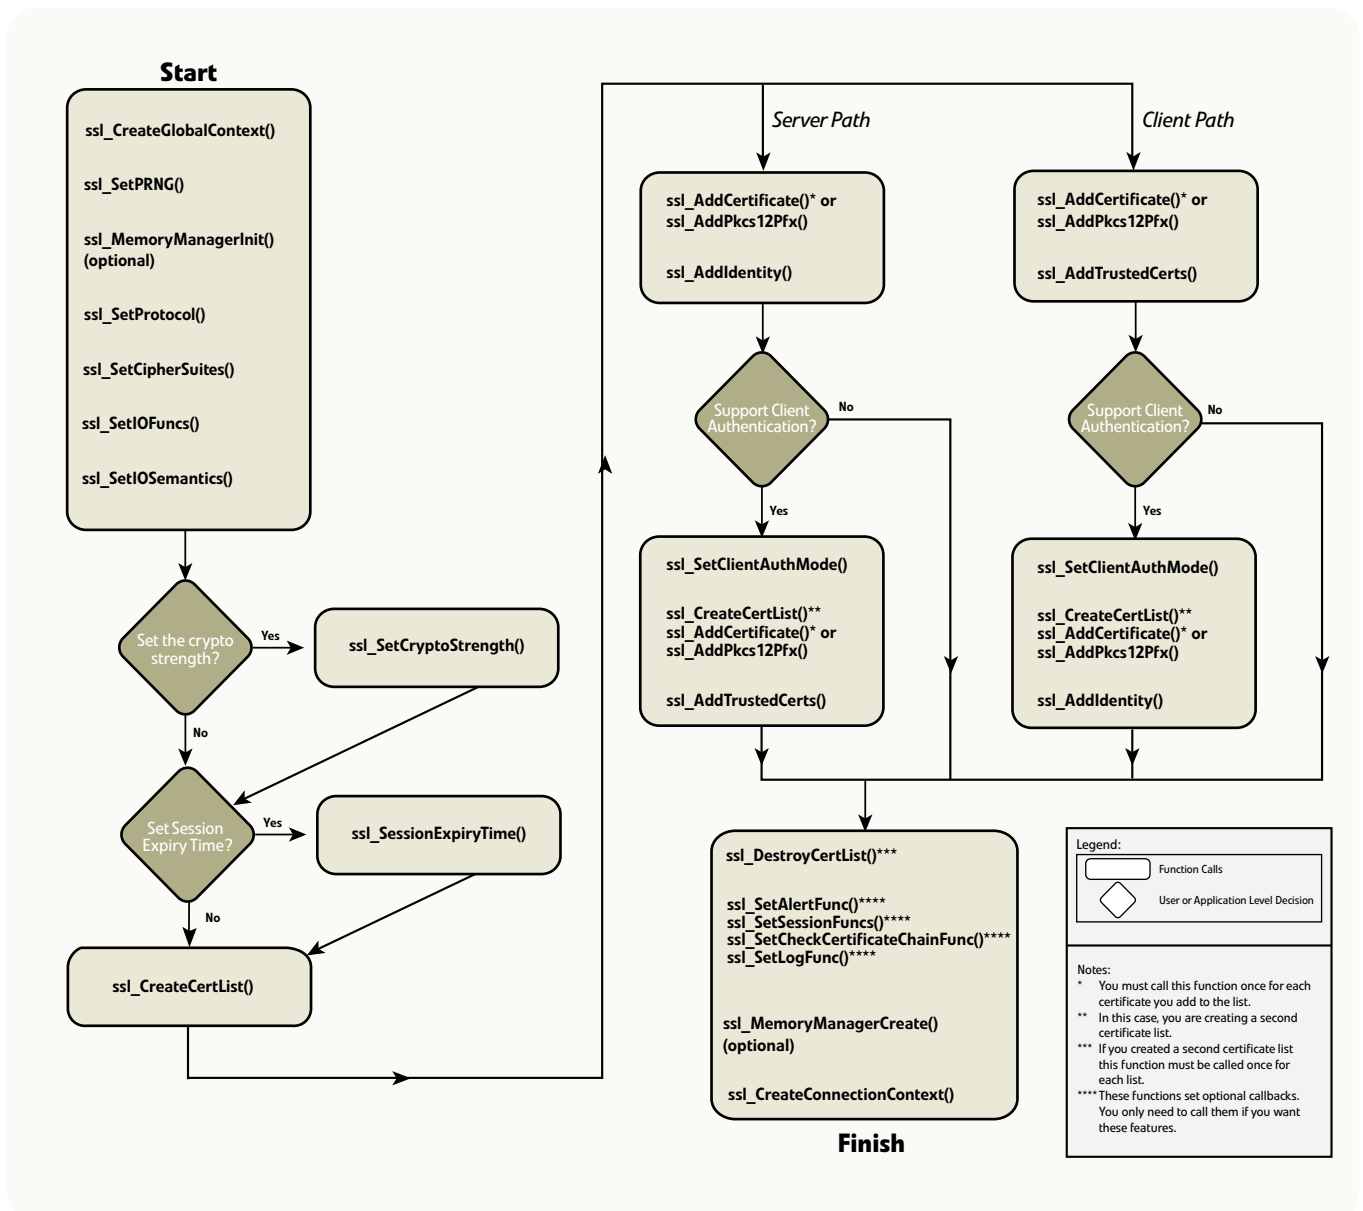 Start
ssl_CreateGlobalContext()
ssl_SetPRNG()
ssl_MemoryManagerInit()
(optional)
ssl_SetProtocol()
ssl_SetCipherSuites()
ssl_SetIOFuncs()
ssl_SetIOSemantics()
Set the crypto
strength?
Yes
ssl_SetCryptoStrength()
No
Set Session
Expiry Time?
Yes
ssl_SessionExpiryTime()
No
ssl_CreateCertList()
Server Path
ssl_AddCertificate()* or
ssl_AddPkcs12Pfx()
ssl_AddIdentity()
Support Client
Authentication?
No
Yes
ssl_SetClientAuthMode()
ssl_CreateCertList()**
ssl_AddCertificate()* or
ssl_AddPkcs12Pfx()
ssl_AddTrustedCerts()
Client Path
ssl_AddCertificate()* or
ssl_AddPkcs12Pfx()
ssl_AddTrustedCerts()
Support Client
Authentication?
No
Yes
ssl_SetClientAuthMode()
ssl_CreateCertList()**
ssl_AddCertificate()* or
ssl_AddPkcs12Pfx()
ssl_AddIdentity()
ssl_DestroyCertList()***
ssl_SetAlertFunc()****
ssl_SetSessionFuncs()****
ssl_SetCheckCertificateChainFunc()****
ssl_SetLogFunc()****
ssl_MemoryManagerCreate()
(optional)
ssl_CreateConnectionContext()
Finish
Legend:
Function Calls
User or Application Level Decision
Notes:
* You must call this function once for each
certificate you add to the list.
** In this case, you are creating a second
certificate list.
*** If you created a second certificate list
this function must be called once for
each list.
**** These functions set optional callbacks.
You only need to call them if you want
these features.